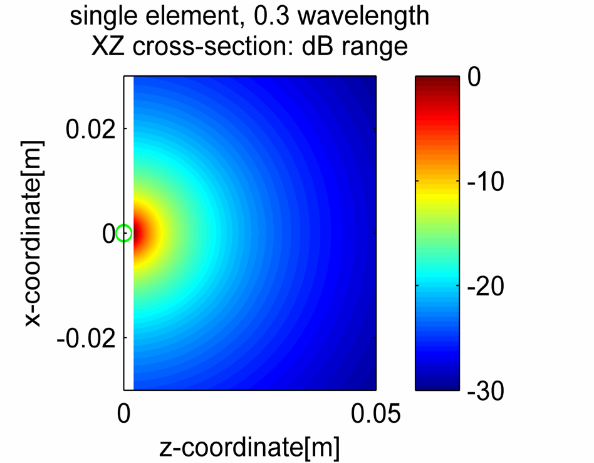 single element, 0.3 wavelength
XZ cross-section: dB range
0.02
0
-0.02
x-coordinate[m]
0
0.05
z-coordinate[m]
0
-10
-20
-30